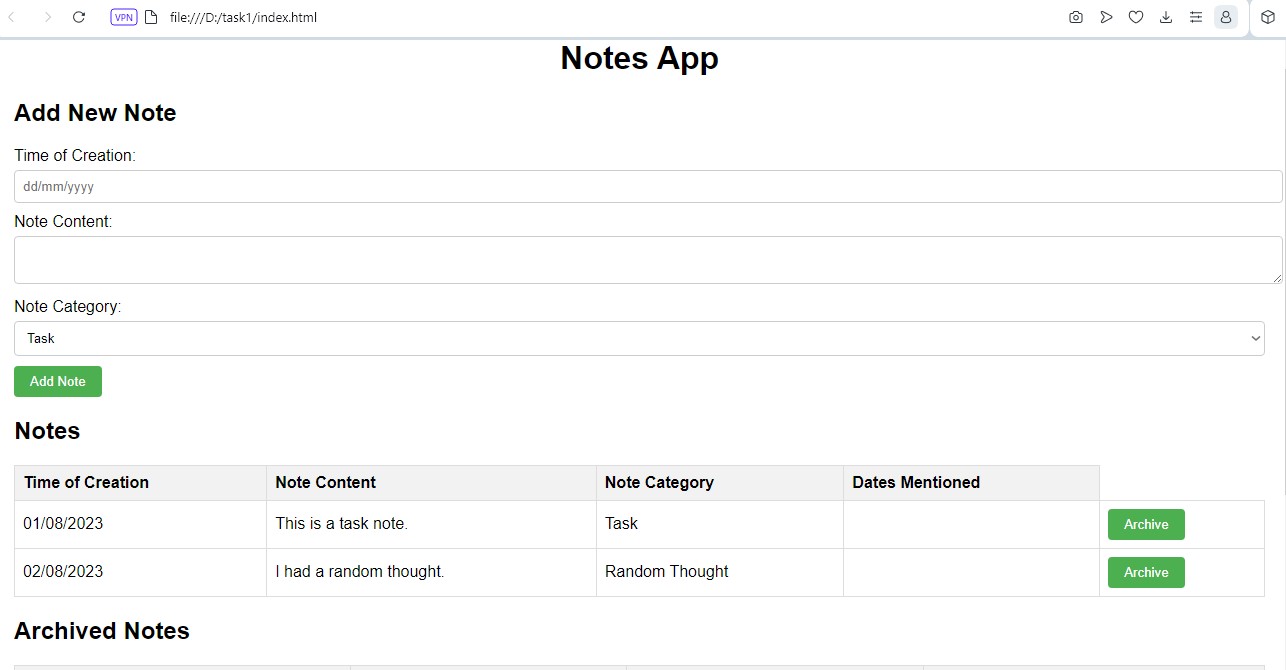 VPN file:///D:/task1/index.html
Notes App
Add New Note
Time of Creation:
dd/mm/yyyy
Note Content:
Note Category:
Task
Add Note
Notes
Time of Creation Note Content Note Category Dates Mentioned
01/08/2023 This is a task note. Task Archive
02/08/2023 I had a random thought. Random Thought Archive
Archived Notes